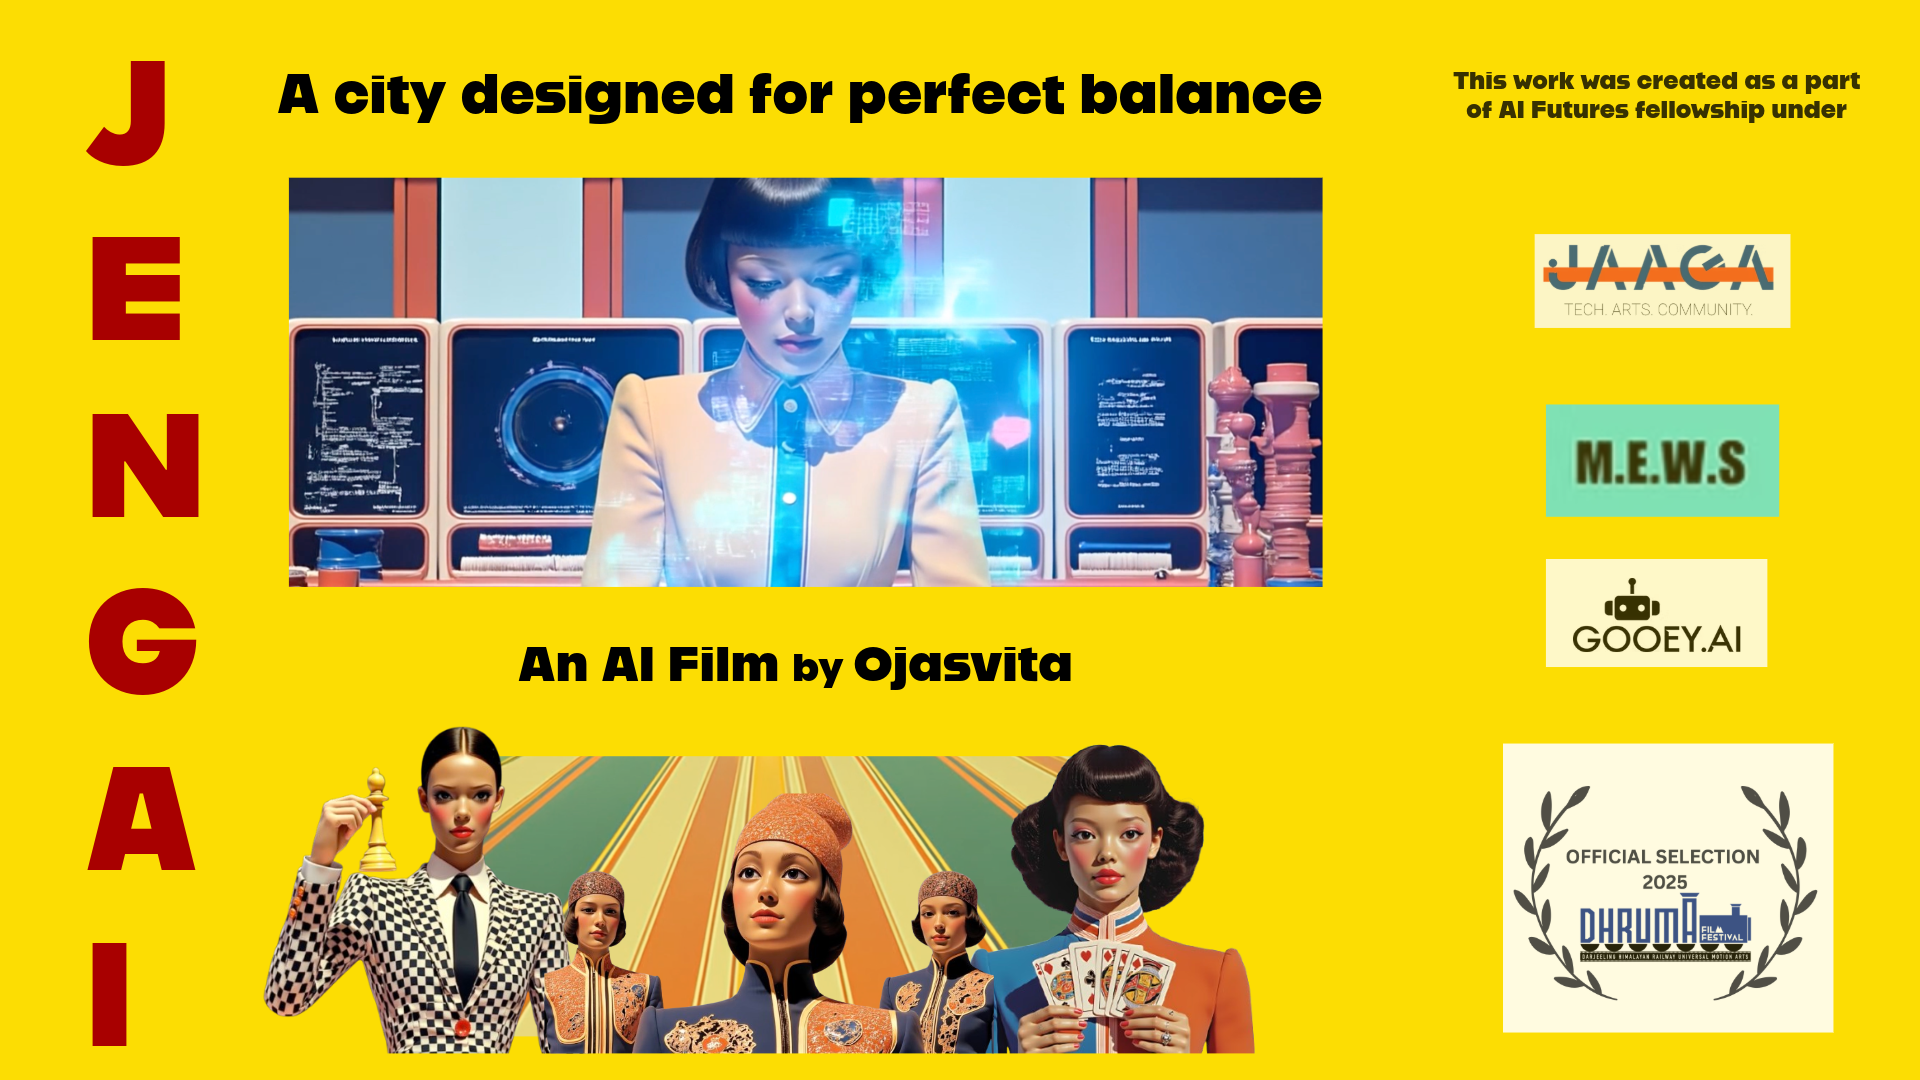 JENGAI
A city designed for perfect balance
An AI Film by Ojasvita
This work was created as a part
of AI Futures fellowship under
JAAGA
TECH. ARTS. COMMUNITY.
M.E.W.S
GOOEY.AI
OFFICIAL SELECTION
2025
DHRUMA
FILM
FESTIVAL
DARJEELING HIMALAYAN RAILWAY UNIVERSAL MOTION ARTS